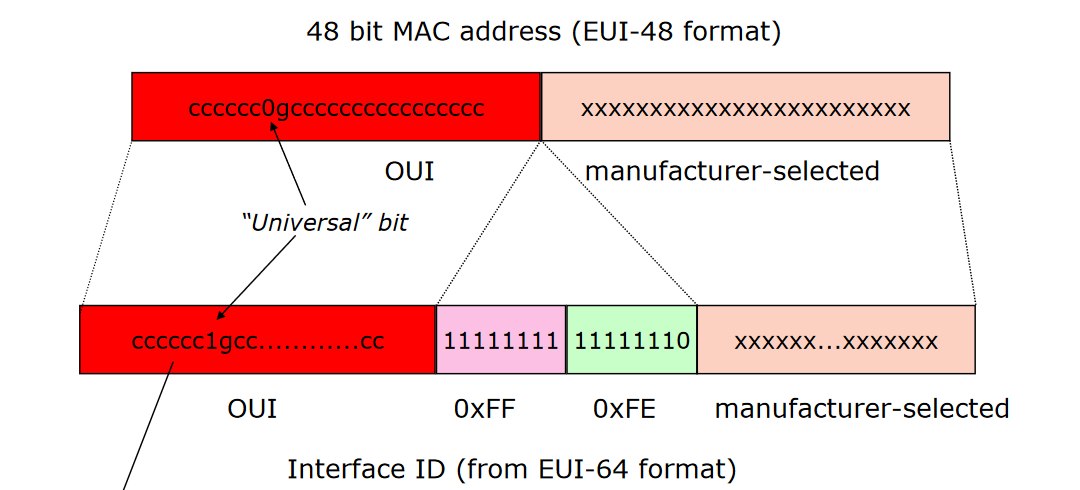 48 bit MAC address (EUI-48 format)
cccccc0gcccccccccccccccc xxxxxxxxxxxxxxxxxxxxxxxx
OUI manufacturer-selected
“Universal” bit
cccccc1gcc............cc 11111111 11111110 xxxxxx...xxxxxxx
OUI 0xFF 0xFE manufacturer-selected
Interface ID (from EUI-64 format)